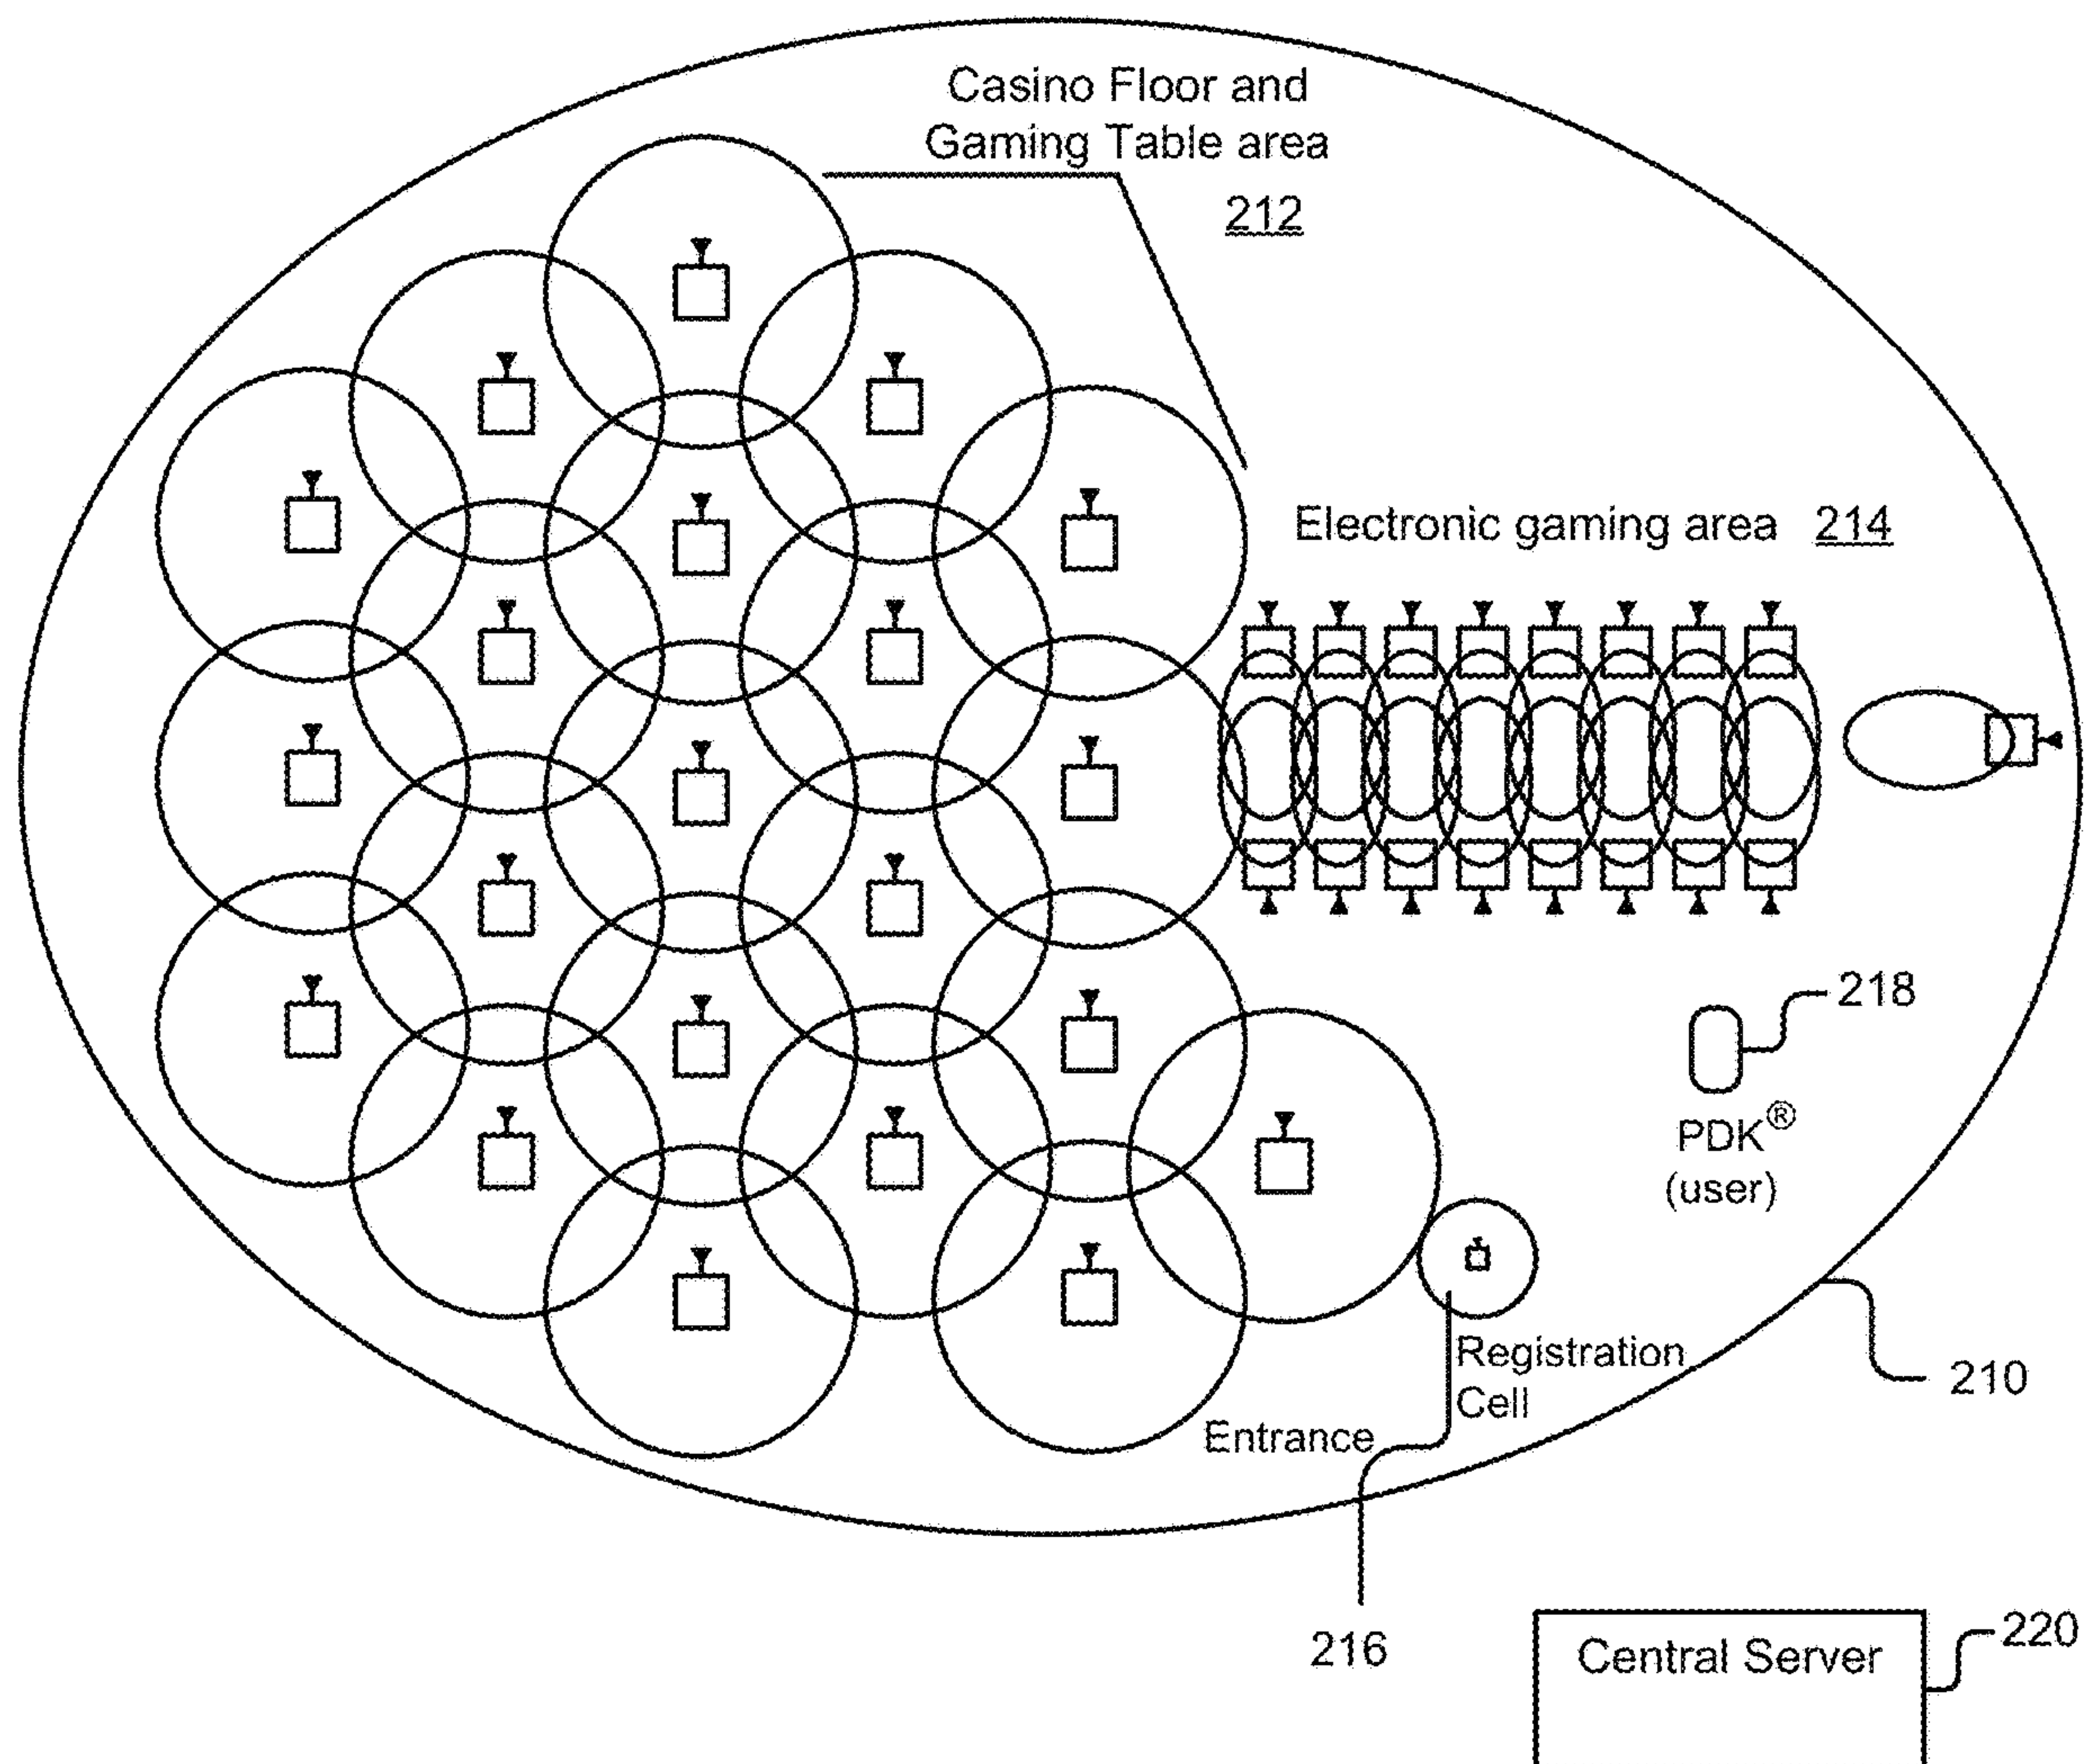 Casino Floor and
Gaming Table area
212
Electronic gaming area 214
218
PDK®
(user)
Registration
Cell
210
Entrance
216
220
Central Server